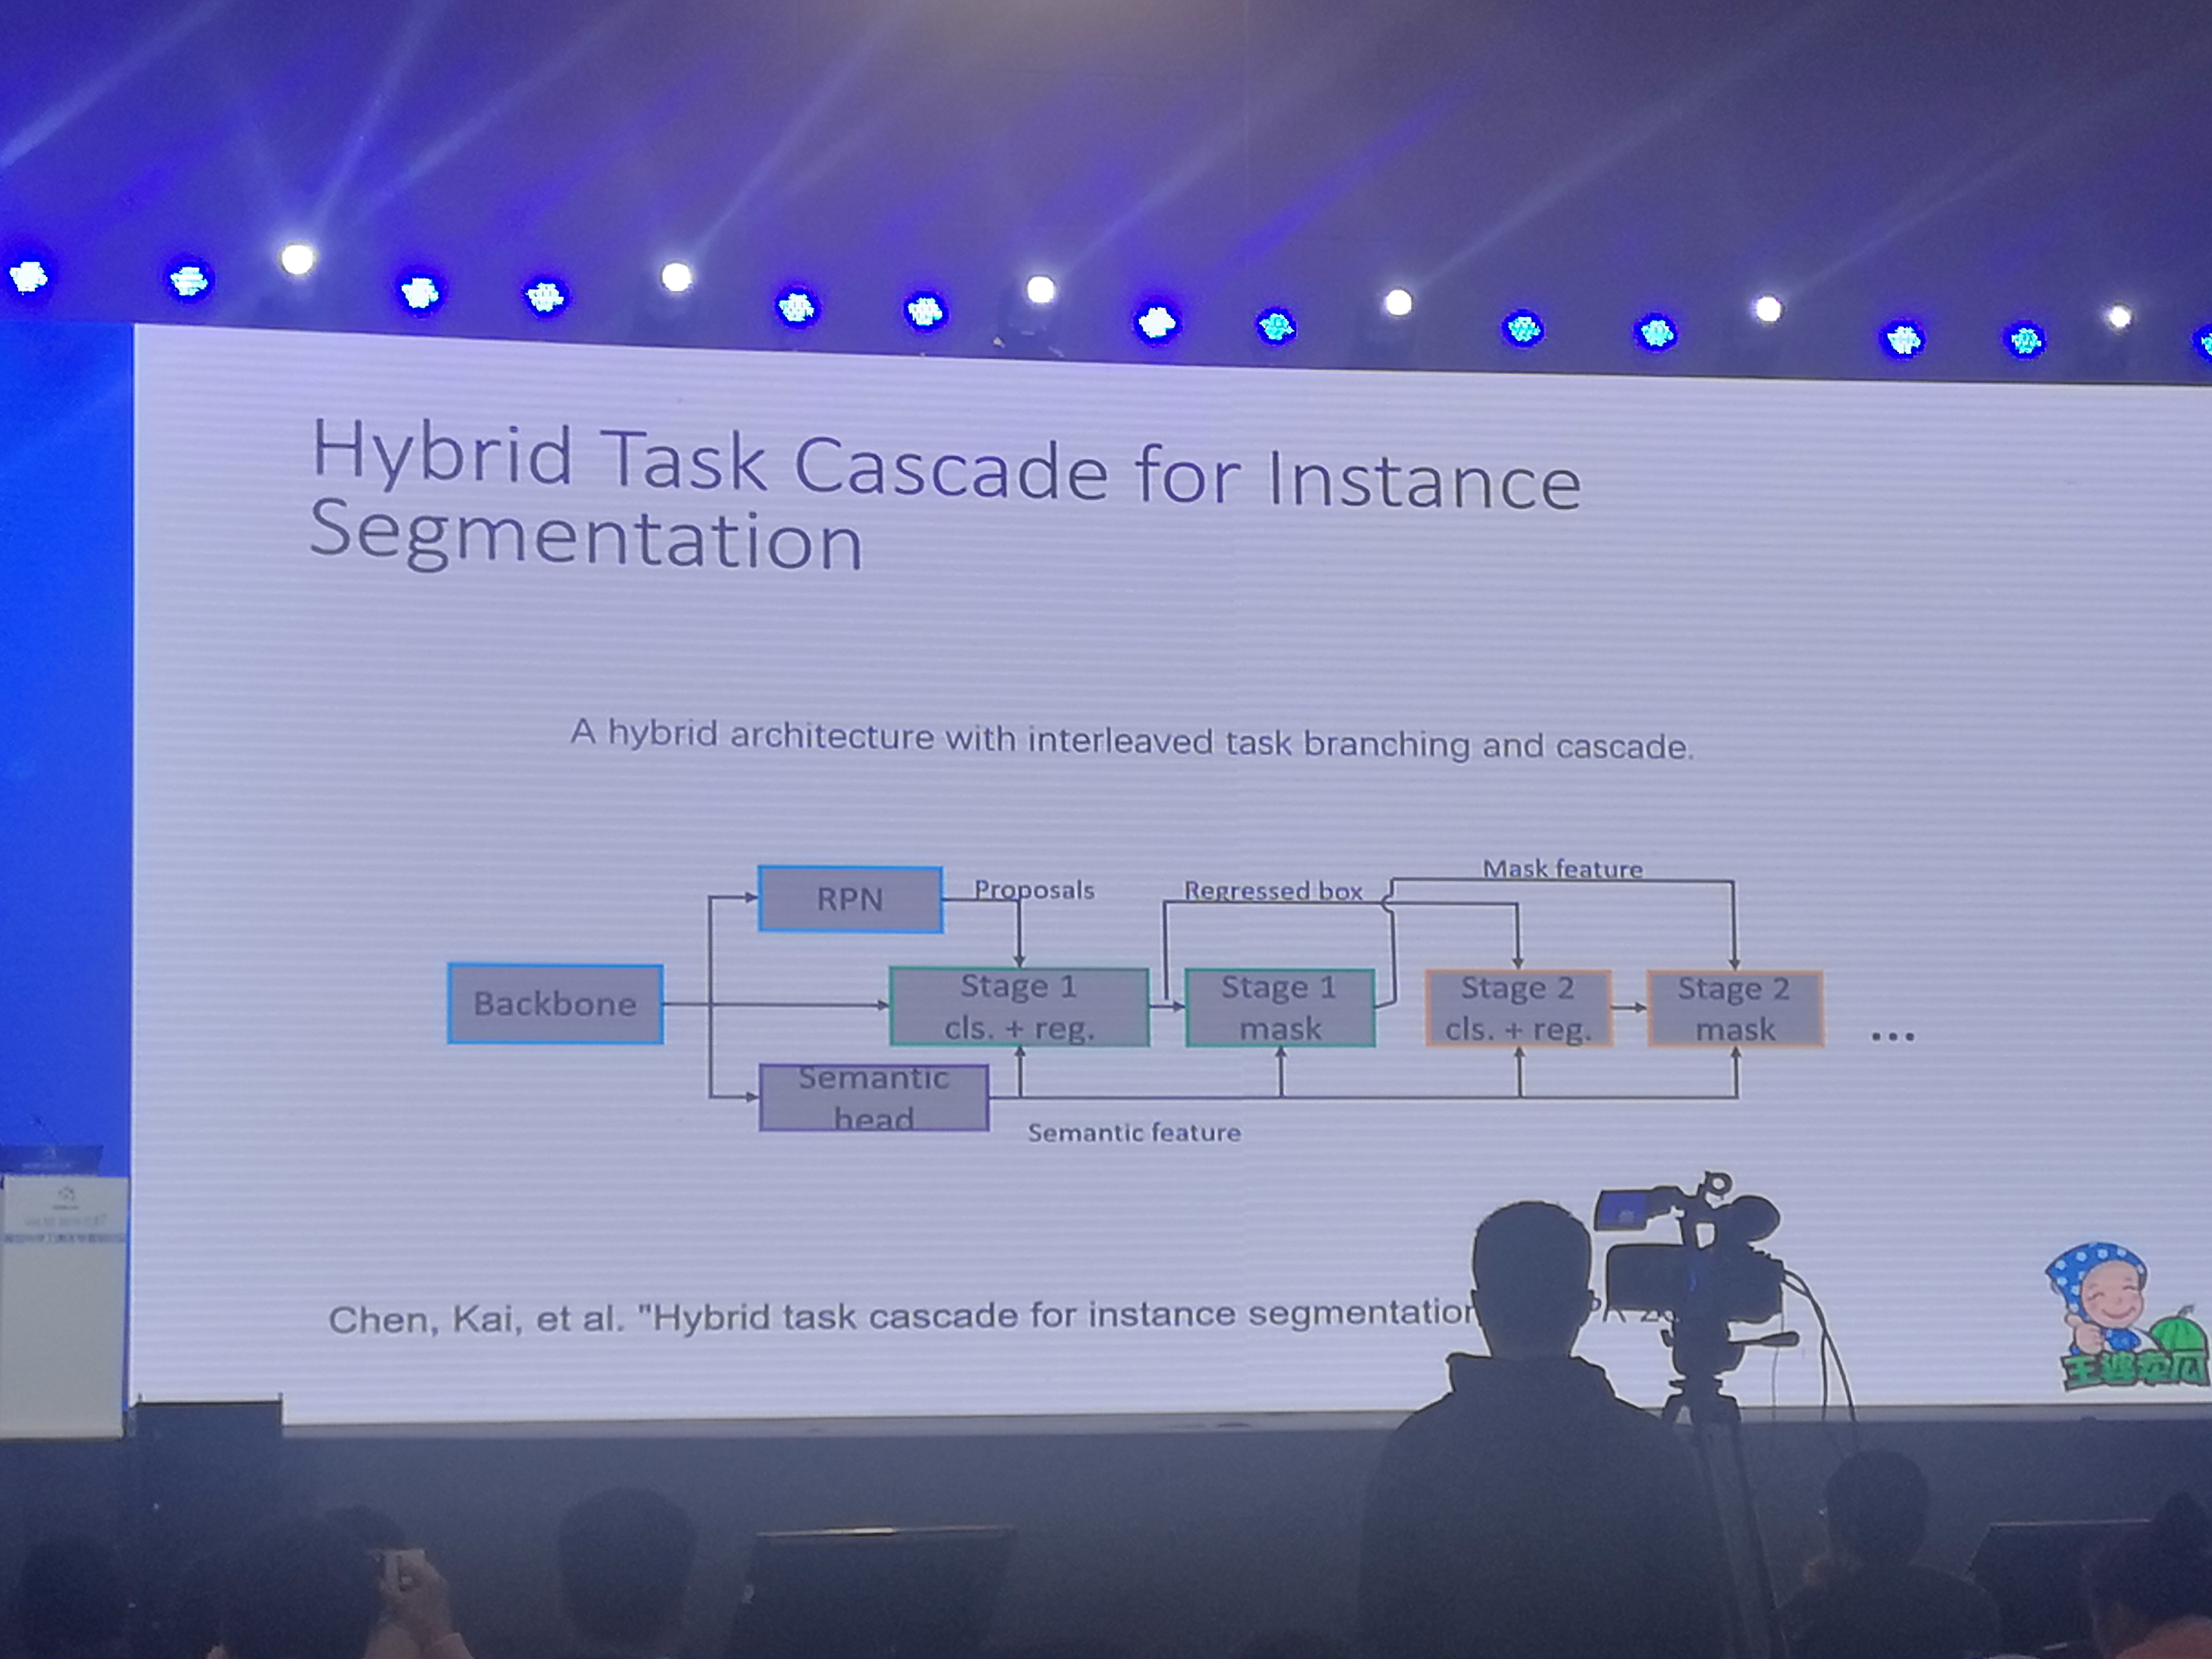 Hybrid Task Cascade for Instance
Segmentation
A hybrid architecture with interleaved task branching and cascade.
Mask feature
Proposals
Regressed box
RPN
Backbone
Stage 1
cls. + reg.
Stage 1
mask
Stage 2
cls. + reg.
Stage 2
mask
...
Semantic
head
Semantic feature
Chen, Kai, et al. "Hybrid task cascade for instance segmentation
王婆卖瓜